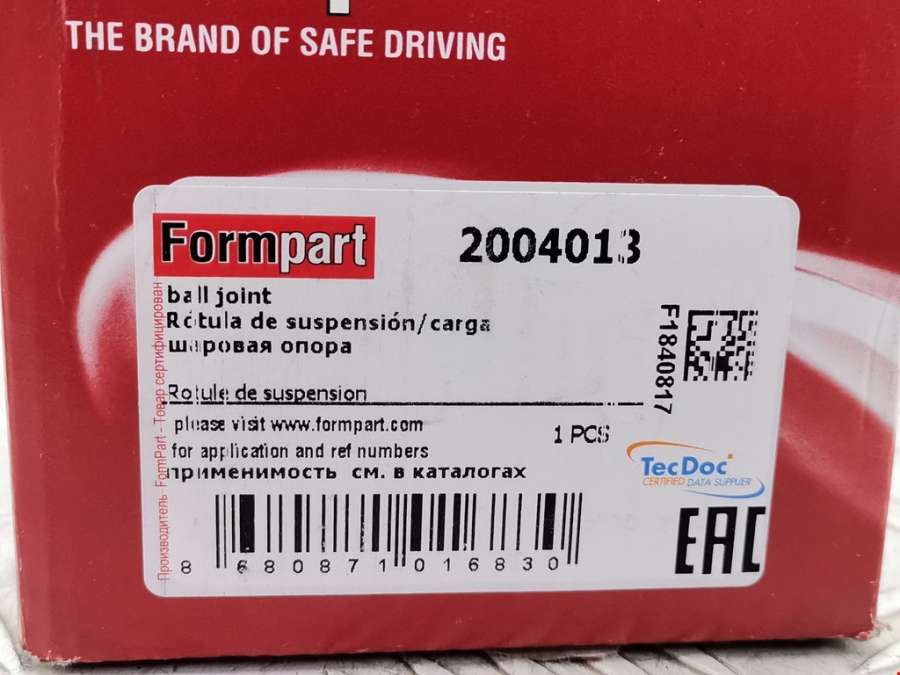 THE BRAND OF SAFE DRIVING
Formpart
2004013
ball joint
Rótula de suspensión/carga
шаровая опора
Rotule de suspension
please visit www.formpart.com
for application and ref numbers
применимость см. в каталогах
1 PCS
F1840817
TecDoc
CERTIFIED DATA SUPPLIER
EAC
8 680871 016830
Производитель: FormPart - Товар сертифицирован